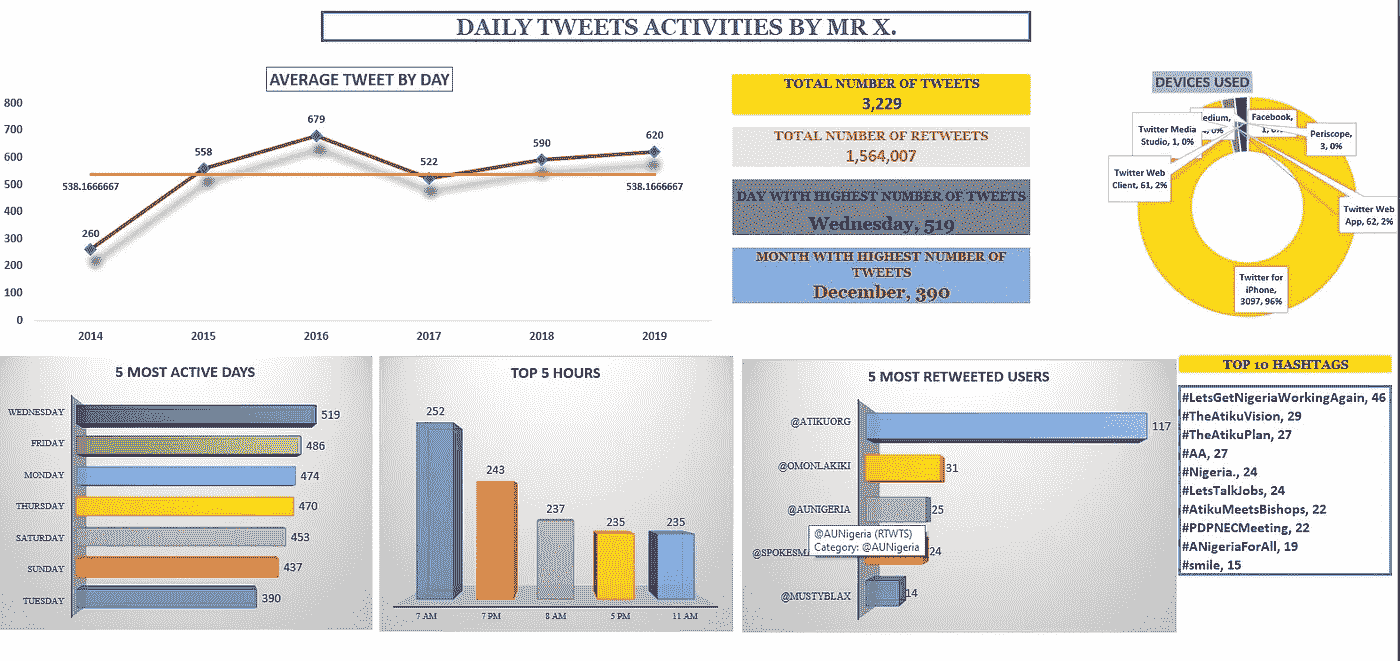 DAILY TWEETS ACTIVITIES BY MR X.
AVERAGE TWEET BY DAY
800
700
600
500
400
300
200
100
0
260
558
679
522
590
620
538.1666667
538.1666667
2014
2015
2016
2017
2018
2019
TOTAL NUMBER OF TWEETS
3,229
TOTAL NUMBER OF RETWEETS
1,564,007
DAY WITH HIGHEST NUMBER OF TWEETS
Wednesday, 519
MONTH WITH HIGHEST NUMBER OF
TWEETS
December, 390
DEVICES USED
edium,
, 0%
Facebook,
1, 0%
Twitter Media
Studio, 1, 0%
Periscope,
3, 0%
Twitter Web
Client, 61, 2%
Twitter Web
App, 62, 2%
Twitter for
iPhone,
3097, 96%
5 MOST ACTIVE DAYS
WEDNESDAY
519
FRIDAY
486
MONDAY
474
THURSDAY
470
SATURDAY
453
SUNDAY
437
TUESDAY
390
TOP 5 HOURS
252
243
237
235
235
7 AM
7 PM
8 AM
5 PM
11 AM
5 MOST RETWEETED USERS
@ATIKUORG
117
@OMONLAKIKI
31
@AUNIGERIA
25
@AUNigeria (RTWTS)
Category: @AUNigeria
@SPOKESM
24
@MUSTYBLAX
14
TOP 10 HASHTAGS
#LetsGetNigeriaWorkingAgain, 46
#TheAtikuVision, 29
#TheAtikuPlan, 27
#AA, 27
#Nigeria., 24
#LetsTalkJobs, 24
#AtikuMeetsBishops, 22
#PDPNECMeeting, 22
#ANigeriaForAll, 19
#smile, 15